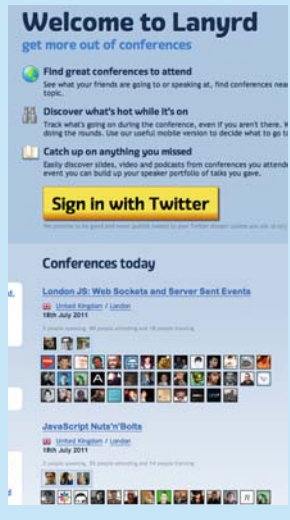 Welcome to Lanyrd
get more out of conferences
Find great conferences to attend
See what your friends are going to or speaking at, find conferences nea
topic.
Discover what's hot while it's on
Track what's going on during the conference, even if you aren't there. W
doing the rounds. Use our useful mobile version to decide what to go t
Catch up on anything you missed
Easily discover slides, video and podcasts from conferences you attende
event you can build up your speaker portfolio of talks you gave.
Sign in with Twitter
Conferences today
d.
London JS: Web Sockets and Server Sent Events
United Kingdom / London
18th July 2011
JavaScript Nuts'n'Bolts
United Kingdom / London
18th July 2011
d